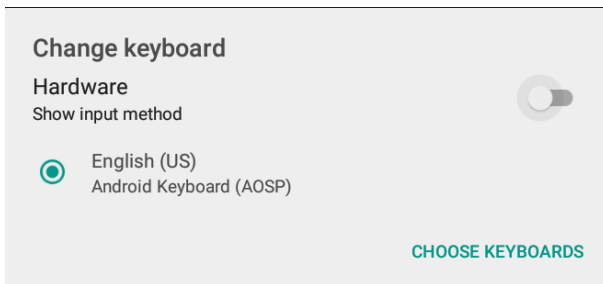 Change keyboard
Hardware
Show input method
English (US)
Android Keyboard (AOSP)
CHOOSE KEYBOARDS